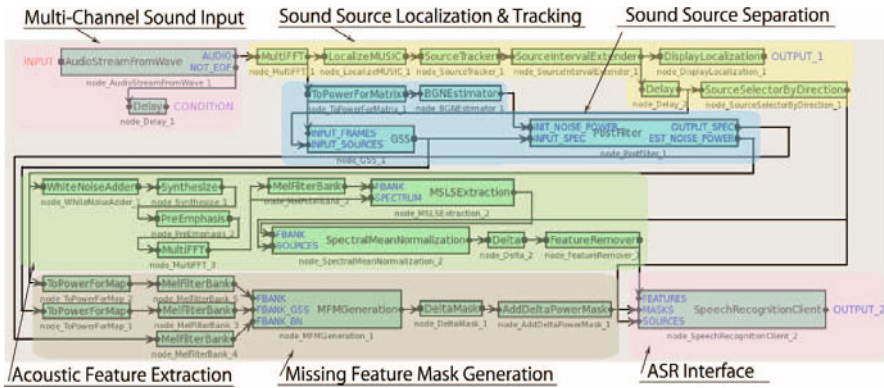 Multi-Channel Sound Input
Sound Source Localization & Tracking
Sound Source Separation
INPUT
AudioStreamFromWave
AUDIO
NOT_EOF
node_AudioStreamFromWave_1
Delay
CONDITION
node_Delay_1
MultiFFT
node_MultiFFT_1
LocalizeMUSIC
node_LocalizeMUSIC_1
SourceTracker
node_SourceTracker_1
SourceIntervalExtender
node_SourceIntervalExtender_1
DisplayLocalization
OUTPUT_1
node_DisplayLocalization_1
Delay
node_Delay_2
SourceSelectorByDirection
node_SourceSelectorByDirection_1
ToPowerForMatrix
node_ToPowerForMatrix_1
BGNEstimator
node_BGNEstimator_1
INPUT_FRAMES
INPUT_SOURCES
GSS
node_GSS_1
INIT_NOISE_POWER
INPUT_SPEC
PostFilter
OUTPUT_SPEC
EST_NOISE_POWER
node_PostFilter_1
WhiteNoiseAdder
node_WhiteNoiseAdder_1
Synthesize
node_Synthesize_1
PreEmphasis
node_PreEmphasis_2
MultiFFT
node_MultiFFT_3
MelFilterBank
node_MelFilterBank_2
FBANK
SPECTRUM
MSLSExtraction
node_MSLSExtraction_2
FBANK
SOURCES
SpectralMeanNormalization
node_SpectralMeanNormalization_2
Delta
node_Delta_2
FeatureRemover
node_FeatureRemover_1
ToPowerForMap
node_ToPowerForMap_2
MelFilterBank
node_MelFilterBank_5
ToPowerForMap
node_ToPowerForMap_1
MelFilterBank
node_MelFilterBank_3
MelFilterBank
node_MelFilterBank_4
FBANK
FBANK_GSS
FBANK_BN
MFMGeneration
node_MFMGeneration_1
DeltaMask
node_DeltaMask_1
AddDeltaPowerMask
node_AddDeltaPowerMask_1
FEATURES
MASKS
SOURCES
SpeechRecognitionClient
OUTPUT_2
node_SpeechRecognitionClient_2
Acoustic Feature Extraction
Missing Feature Mask Generation
ASR Interface